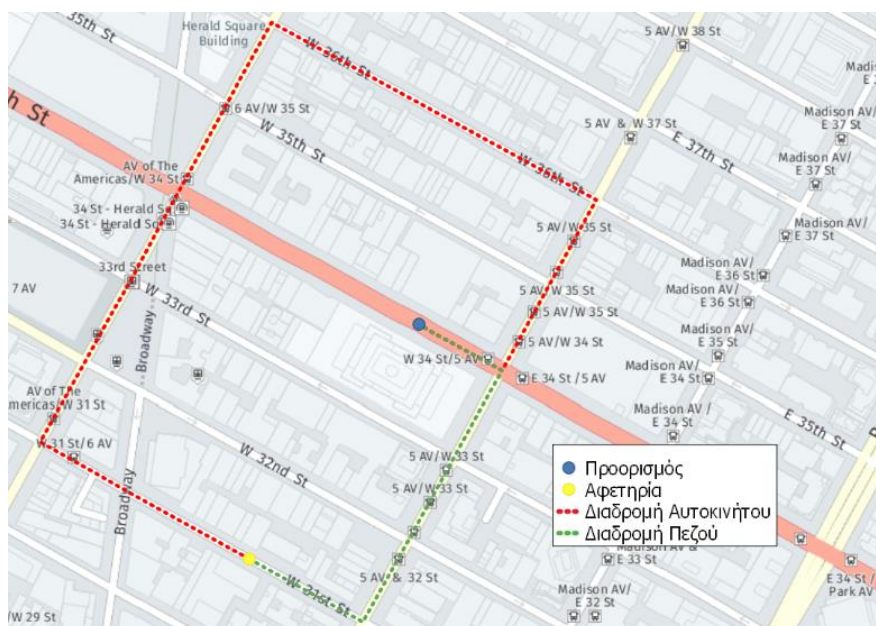 Herald Square
Building
35th St
W 36th St
5 AV/W 38 St
W 6 AV/W 35 St
W 35th St
5 AV & W 37 St
E 37th St
Madison AV/
E 37 St
Madison AV/
E 37 St
Madison AV/
E 37 St
h St
W 36th St
AV of The
Americas/W 34 St
34 St - Herald Sq
34 St - Herald Sq
5 AV/W 35 St
Madison AV/
E 36 St
Madison AV/
E 36 St
33rd Street
7 AV
W 33rd St
5 AV/W 35 St
5 AV/W 35 St
Madison AV/
E 35 St
5 AV/W 34 St
Broadway
W 34 St/5 AV
E 34 St /5 AV
Madison AV/
E 34 St
AV of The
mericas/W 31 St
Madison AV /
E 34 St
E 35th St
W 31 St/6 AV
W 32nd St
5 AV/W 33 St
5 AV/W 33 St
Broadway
Προορισμός
Αφετηρία
Διαδρομή Αυτοκινήτου
Διαδρομή Πεζού
Madison AV &
E 33 St
5 AV & 32 St
W 31st St
E 34 St /
Park AV
Madison AV/
E 32 St
/W 29 St